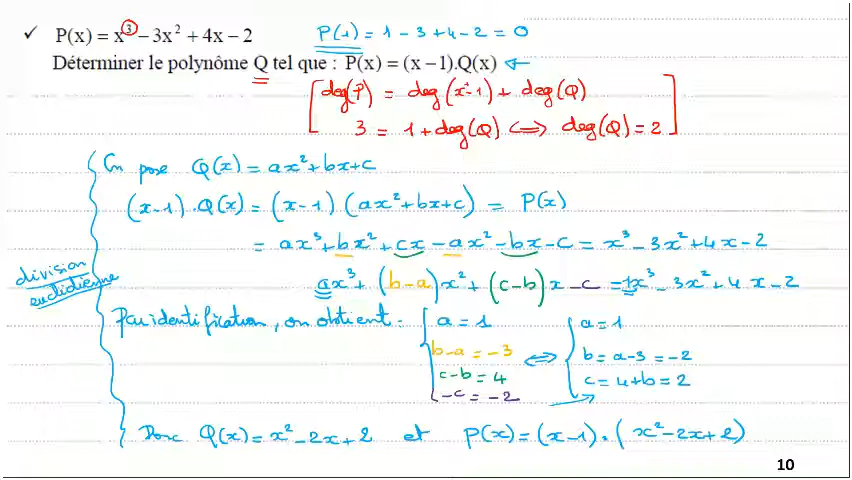 ✓ P(x) = x³ − 3x² + 4x − 2 P(1) = 1 − 3 + 4 − 2 = 0
Déterminer le polynôme Q tel que : P(x) = (x − 1).Q(x) ←
[ deg(P) = deg(x−1) + deg(Q)
3 = 1 + deg(Q) ⟺ deg(Q) = 2 ]
On pose Q(x) = ax² + bx + c
(x−1).Q(x) = (x−1)(ax² + bx + c) = P(x)
= ax³ + bx² + cx − ax² − bx − c = x³ − 3x² + 4x − 2
division
euclidienne
ax³ + (b−a)x² + (c−b)x − c = 1x³ − 3x² + 4x − 2
Par identification, on obtient : { a = 1 { a = 1
b − a = −3 ⟺ b = a − 3 = −2
c − b = 4 c = 4 + b = 2
−c = −2
Donc Q(x) = x² − 2x + 2 et P(x) = (x−1).(x² − 2x + 2)
10